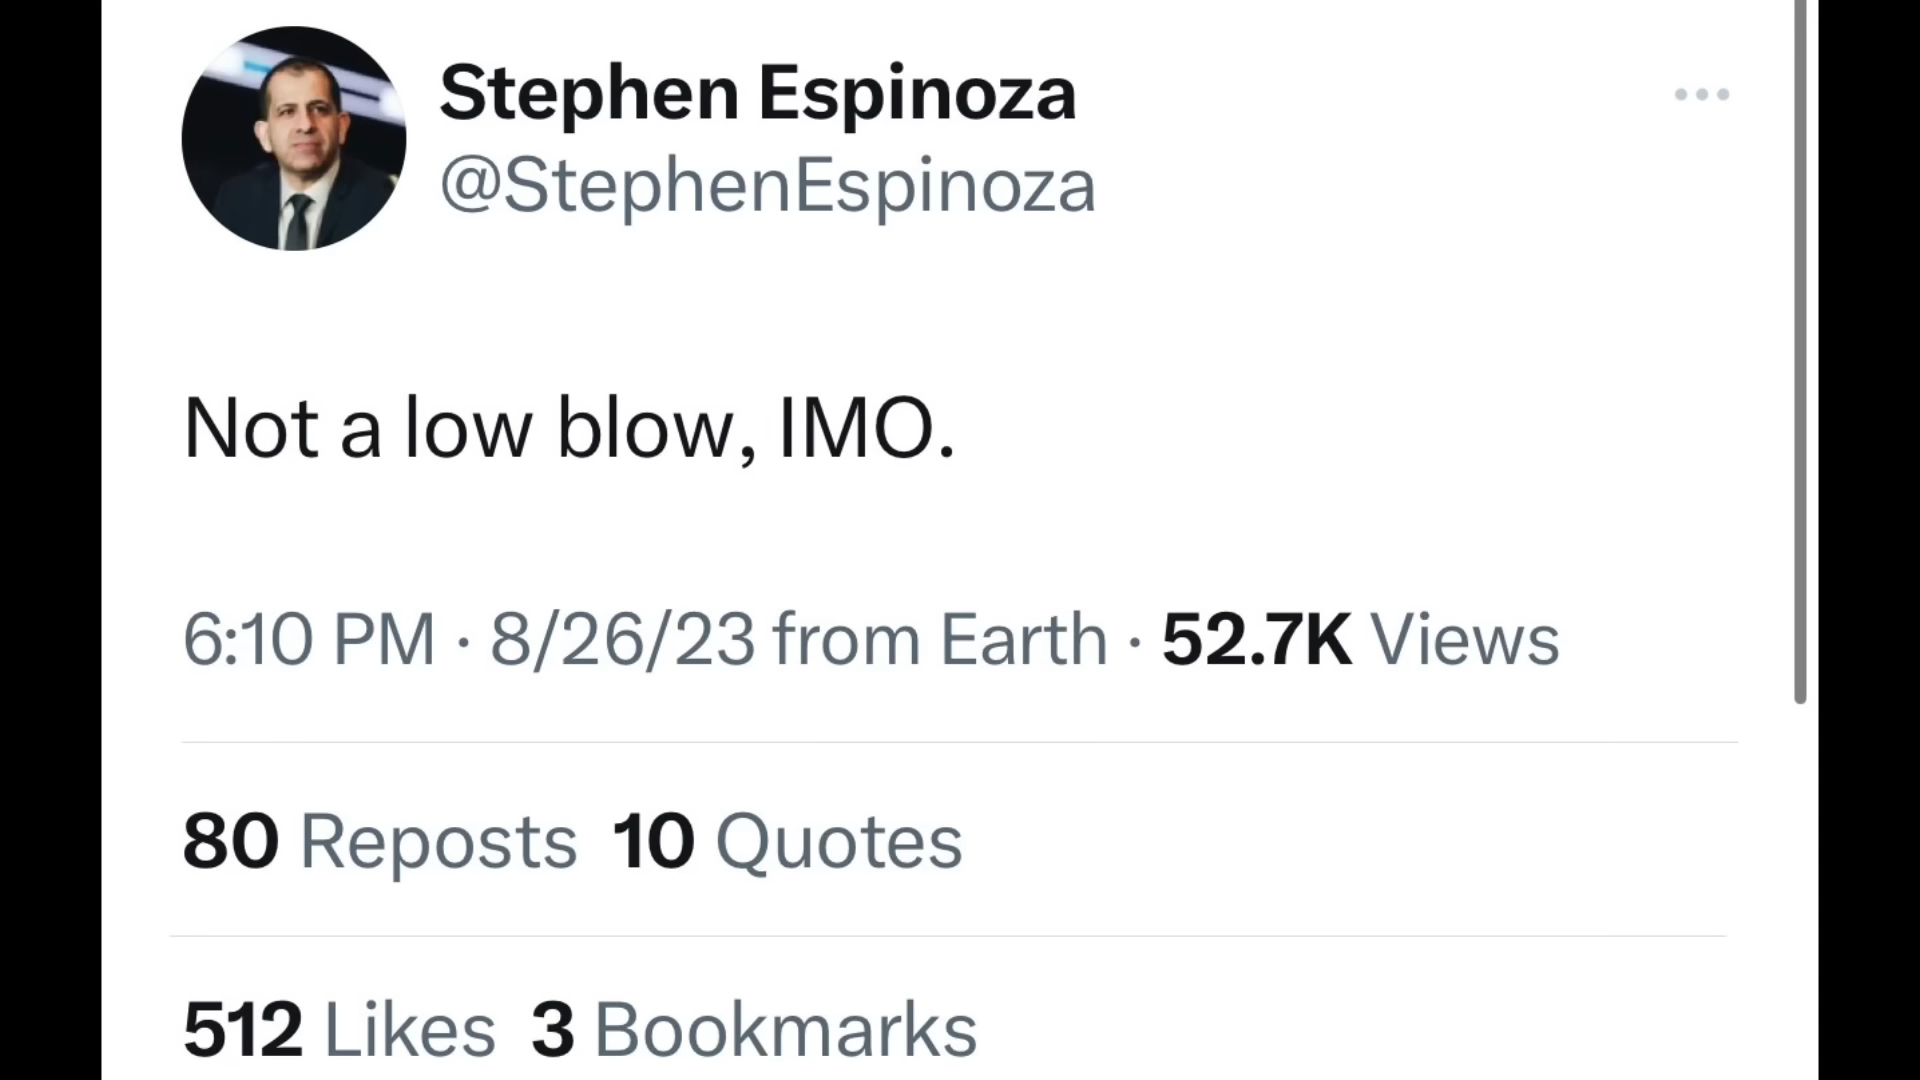 Stephen Espinoza
@StephenEspinoza
Not a low blow, IMO.
6:10 PM · 8/26/23 from Earth · 52.7K Views
80 Reposts 10 Quotes
512 Likes 3 Bookmarks